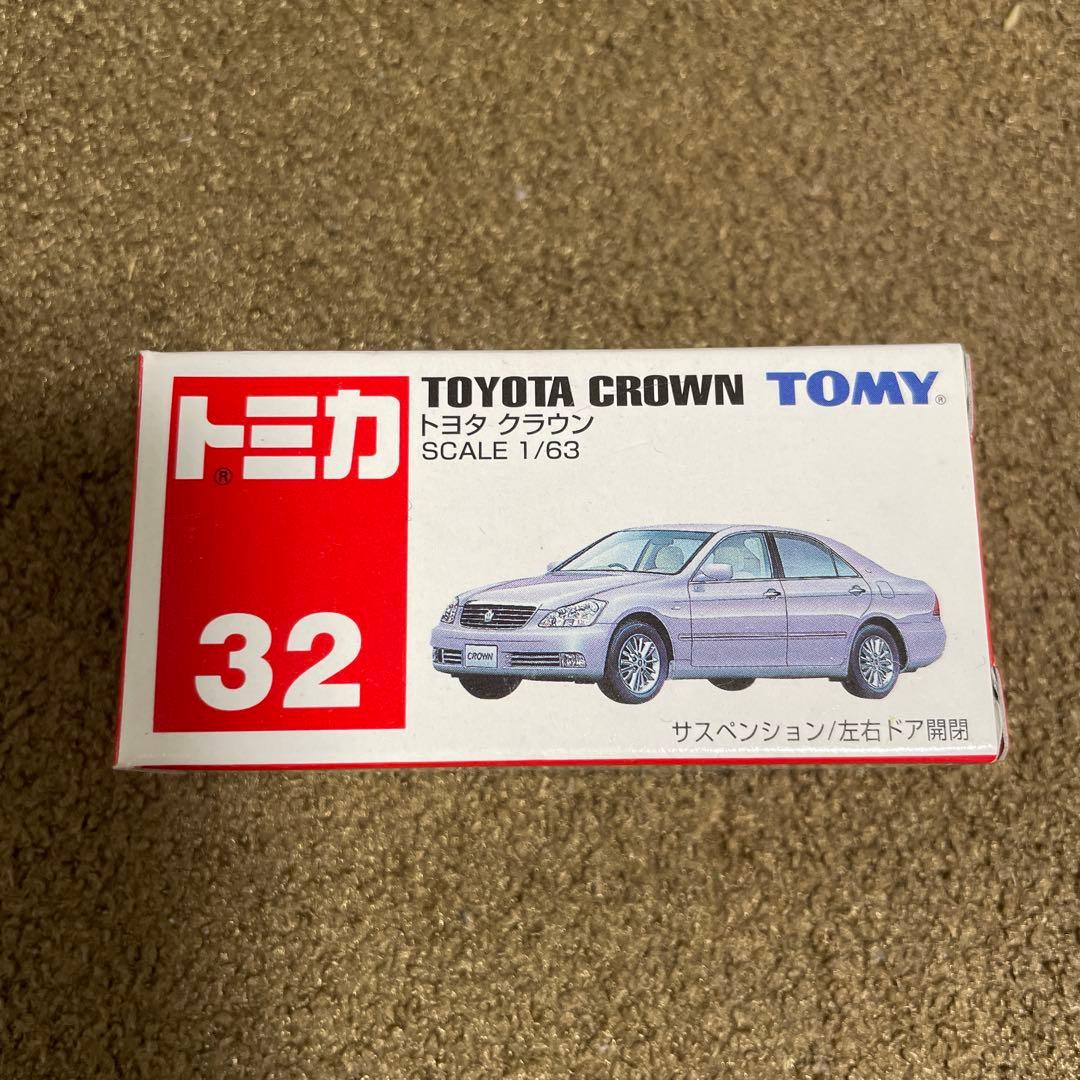 トミカ®
32
TOYOTA CROWN TOMY®
トヨタ クラウン
SCALE 1/63
CROWN
サスペンション/左右ドア開閉